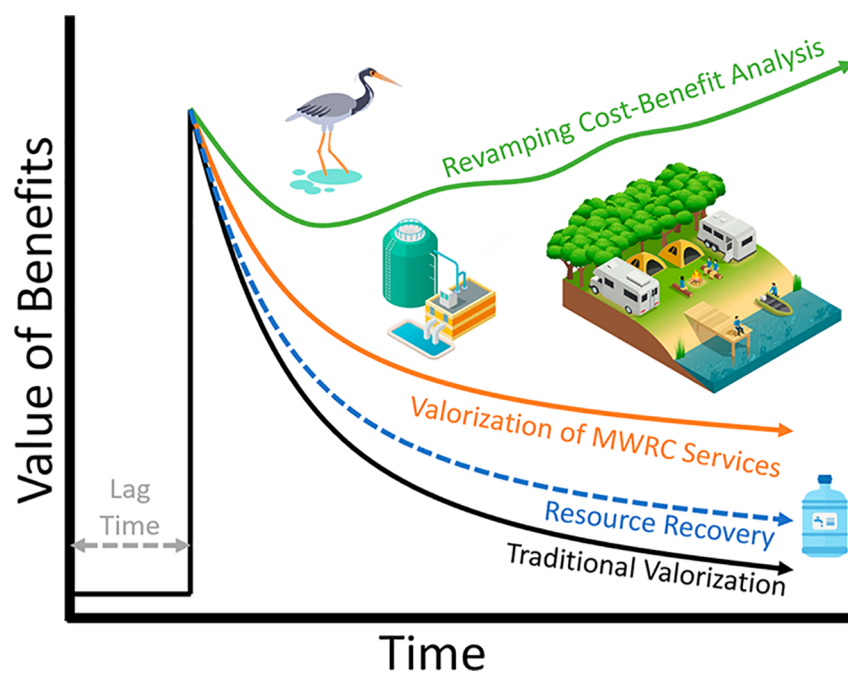 Revamping Cost-Benefit Analysis
Value of Benefits
Valorization of MWRC Services
Lag
Time
Resource Recovery
Traditional Valorization
Time